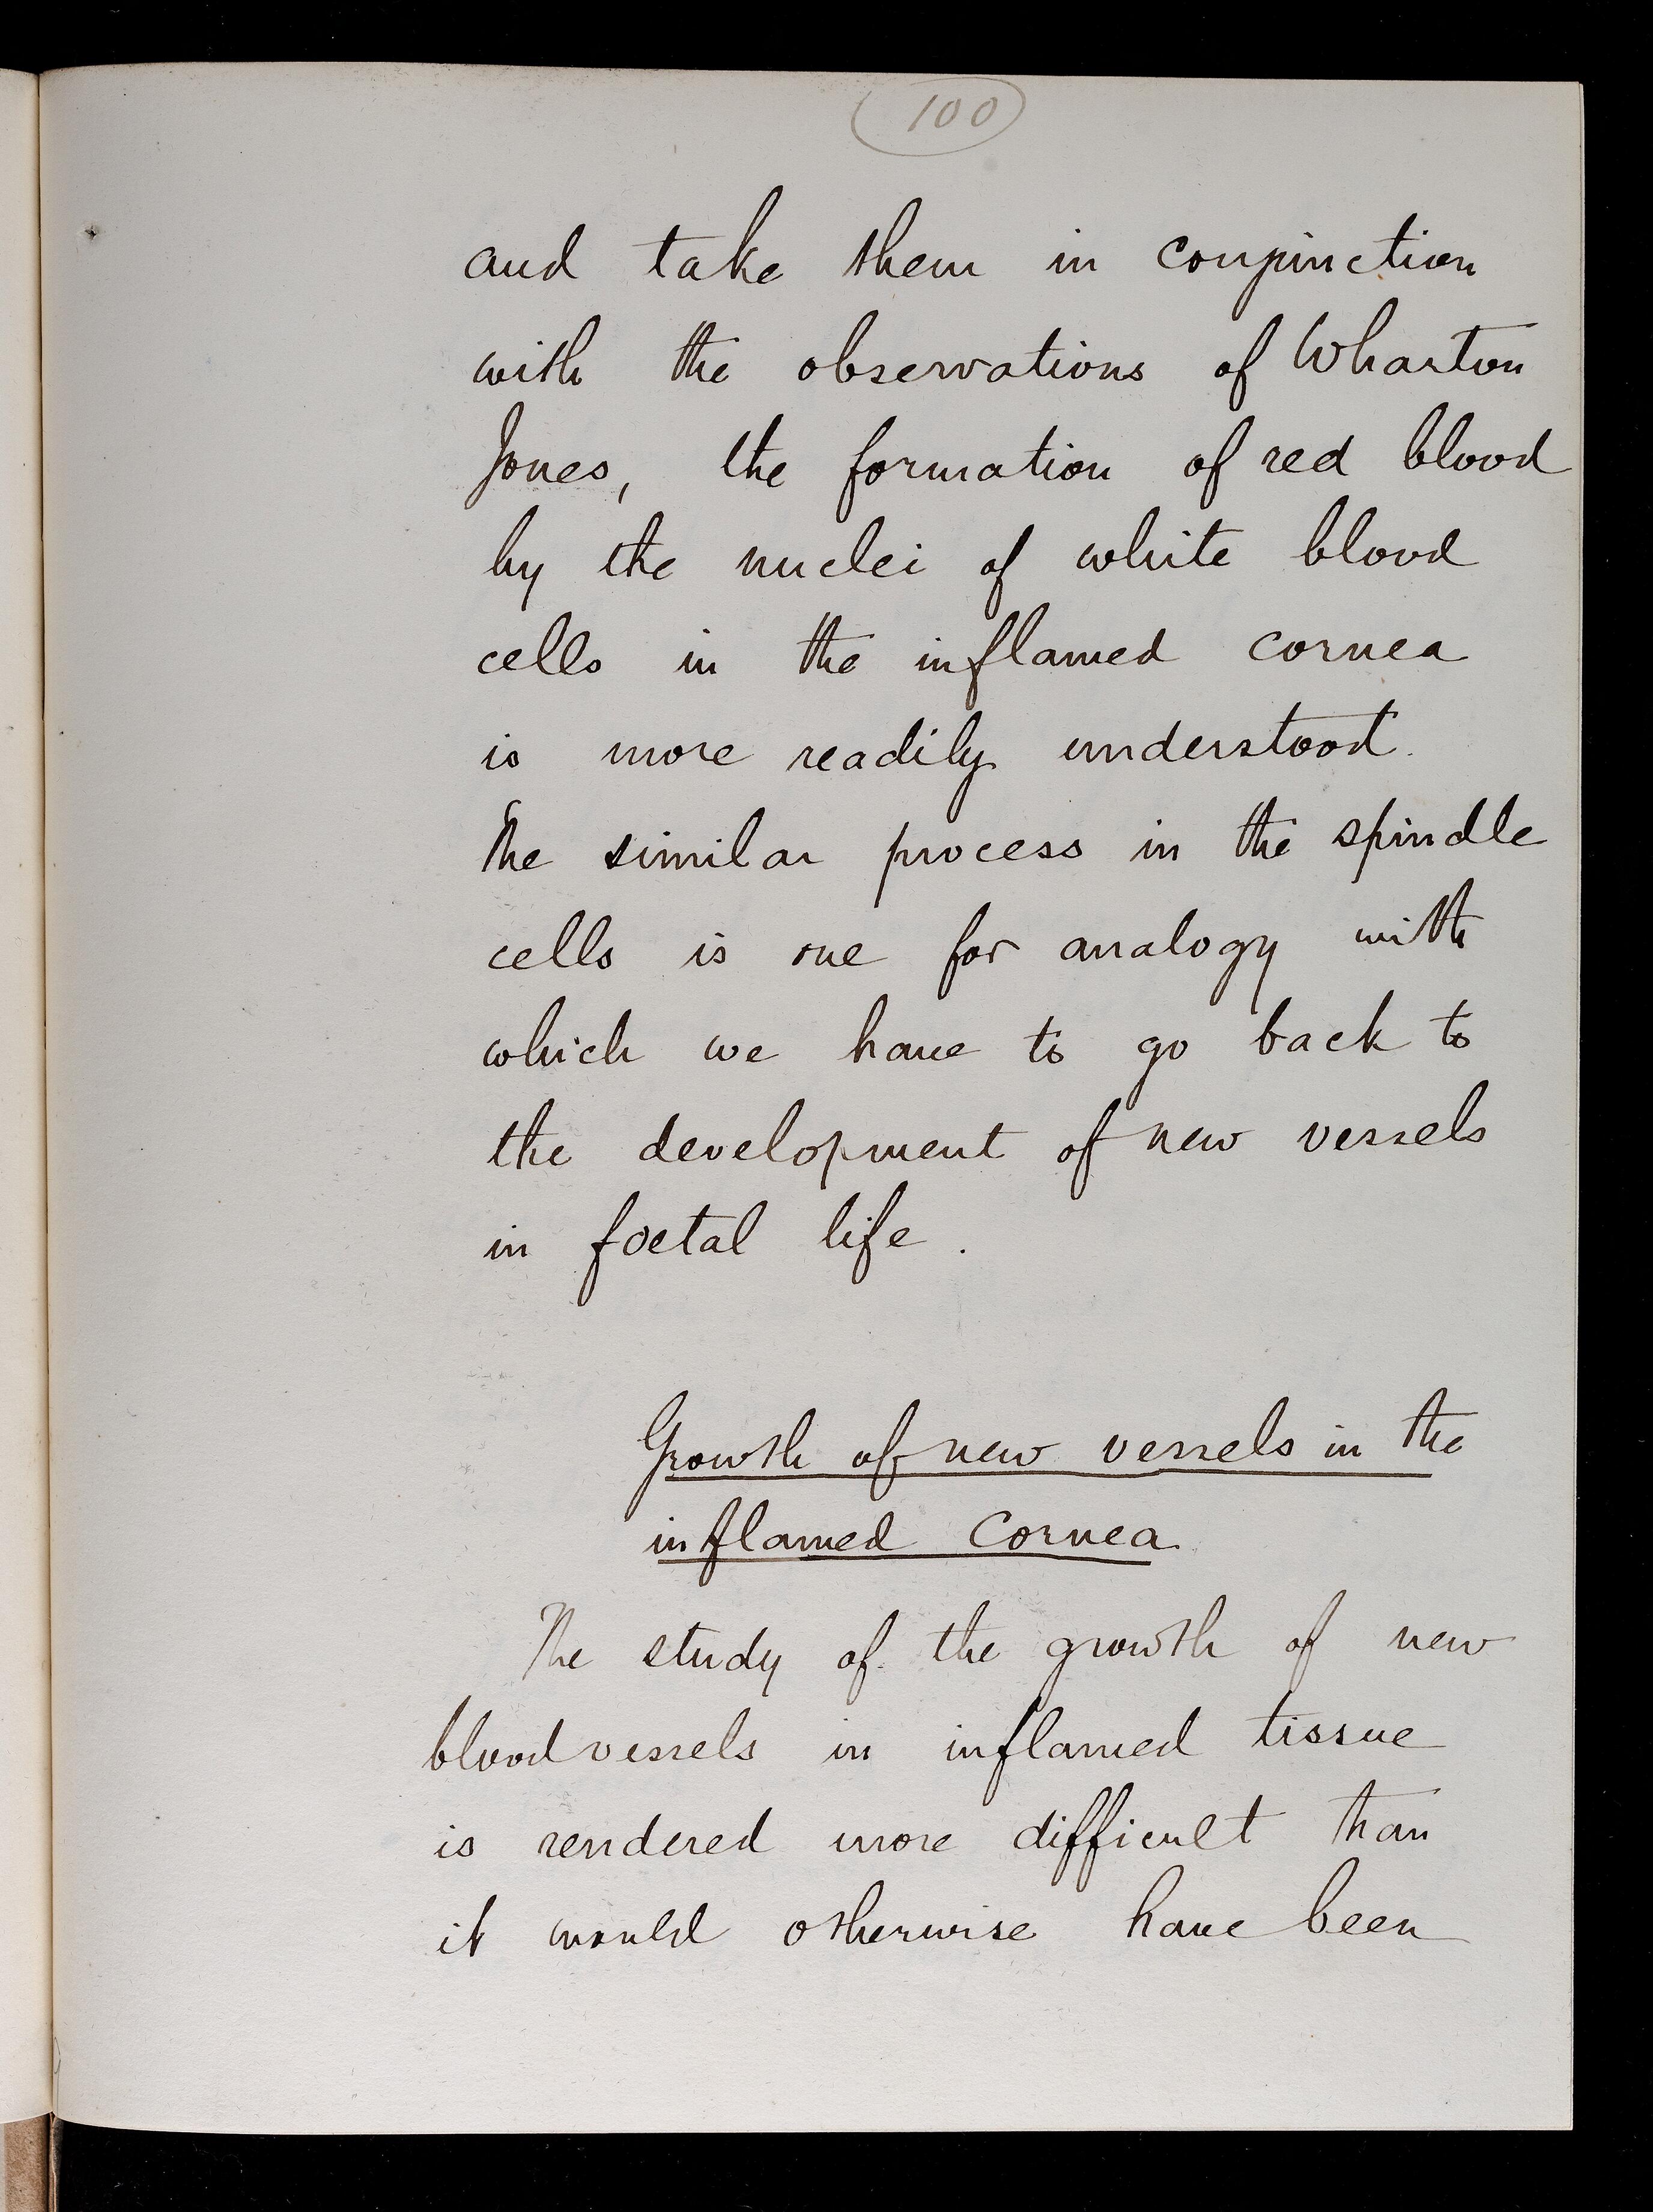 100
and take them in conjunction
with the observations of Wharton
Jones, the formation of red blood
by the nuclei of white blood
cells in the inflamed cornea
is more readily understood.
The similar process in the spindle
cells is one for analogy with
which we have to go back to
the development of new vessels
in foetal life.
Growth of new vessels in the
inflamed Cornea.
The study of the growth of new
bloodvessels in inflamed tissue
is rendered more difficult than
it would otherwise have been